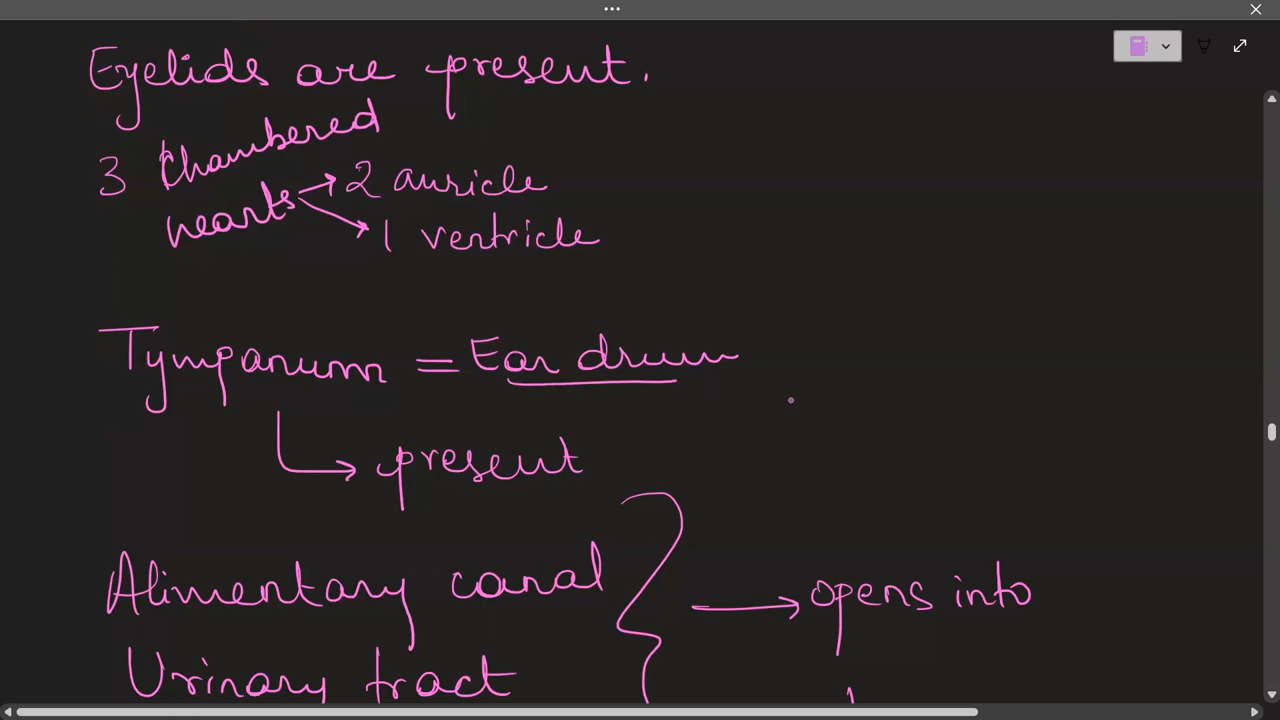 Eyelids are present.
3 Chambered
hearts → 2 auricle
→ 1 ventricle
Tympanum = Ear drum
→ present
Alimentary canal
→ opens into
Urinary tract